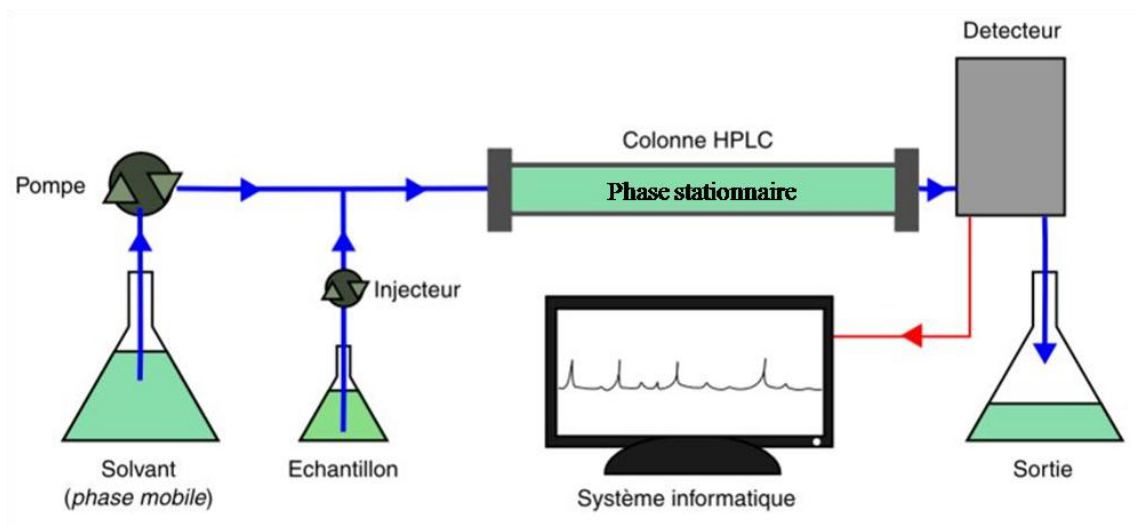 Detecteur
Colonne HPLC
Pompe
Phase stationnaire
Injecteur
Solvant
(phase mobile)
Echantillon
Système informatique
Sortie